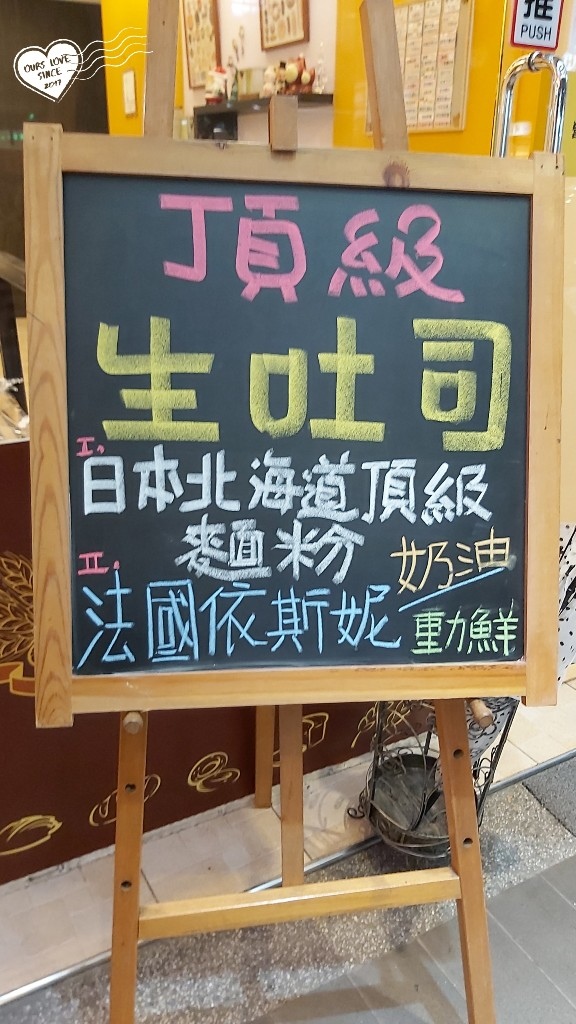 OURS LOVE
SINCE
2017
推
PUSH
頂級
生吐司
I、
日本北海道頂級
麵粉
II.
法國依斯妮
奶油
動鮮